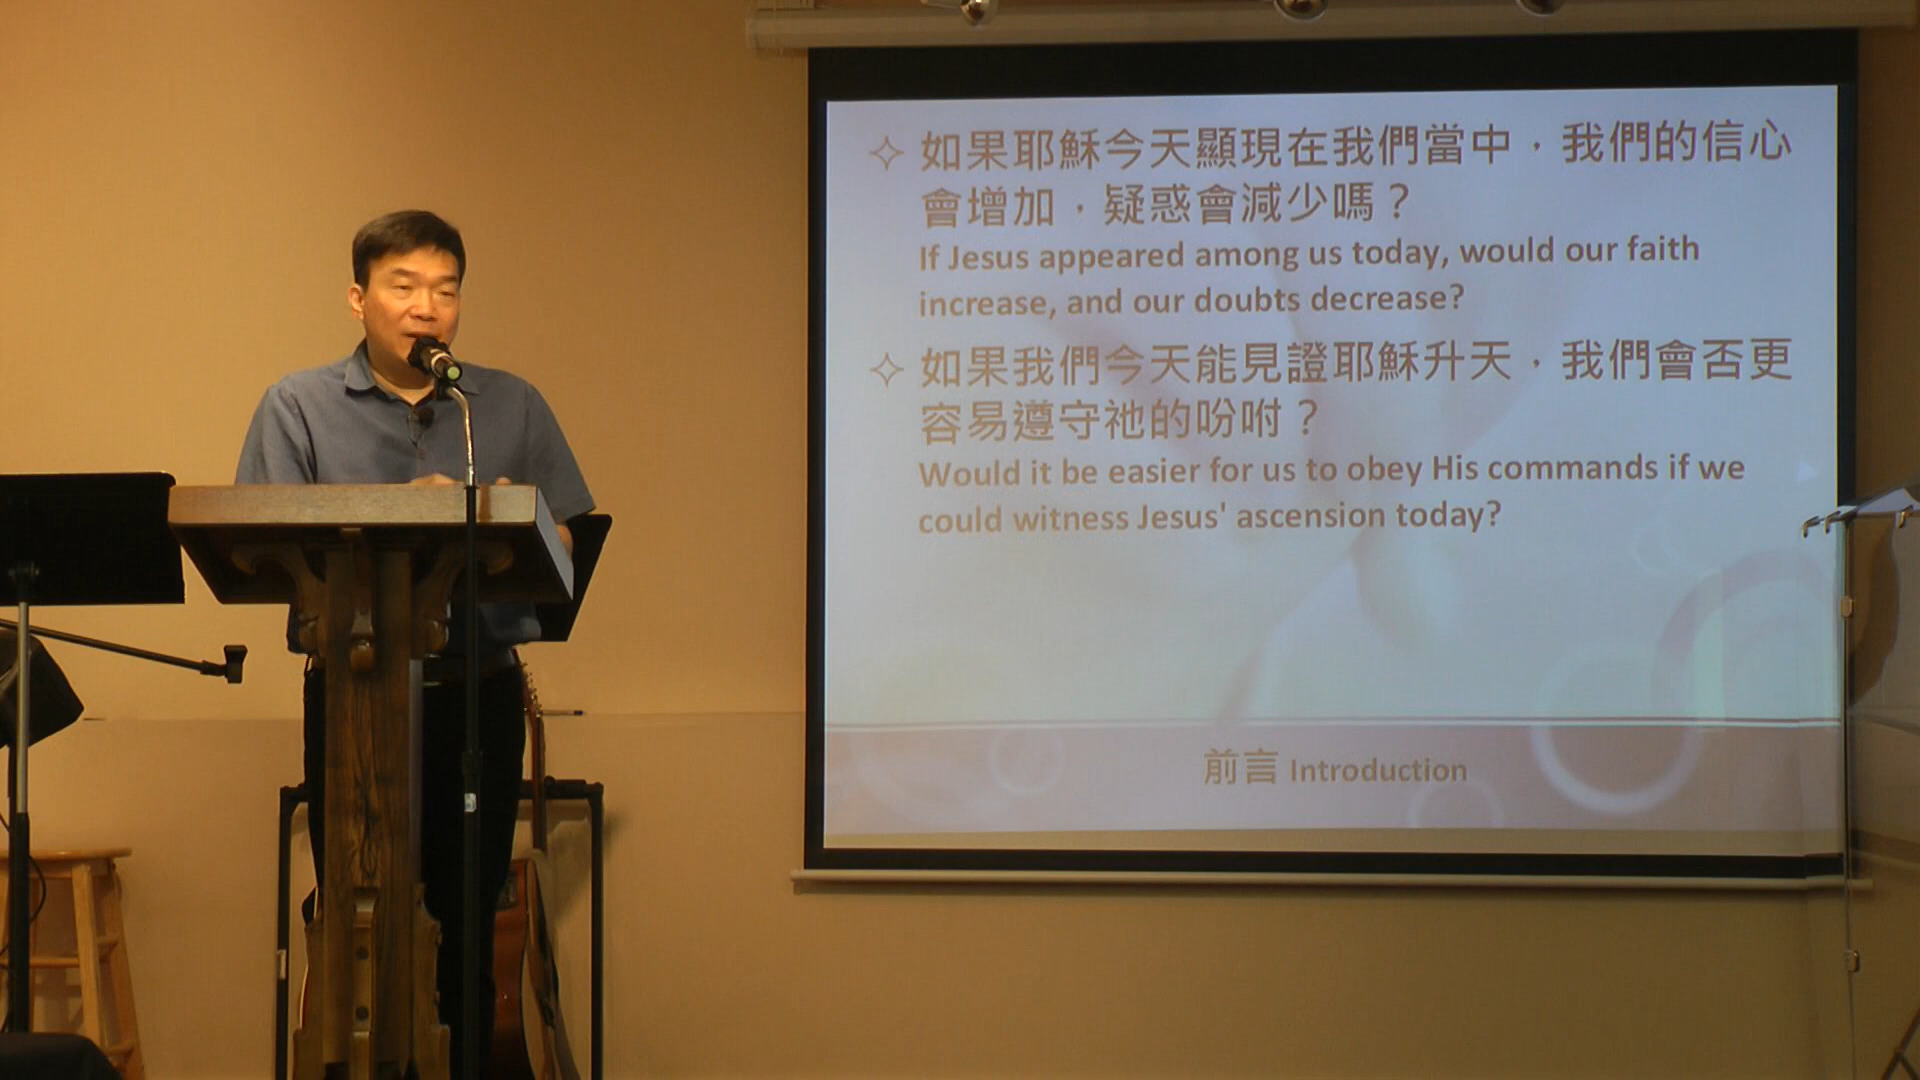 如果耶穌今天顯現在我們當中，我們的信心
會增加，疑惑會減少嗎？
If Jesus appeared among us today, would our faith
increase, and our doubts decrease?
如果我們今天能見證耶穌升天，我們會否更
容易遵守祂的吩咐？
Would it be easier for us to obey His commands if we
could witness Jesus' ascension today?
前言 Introduction